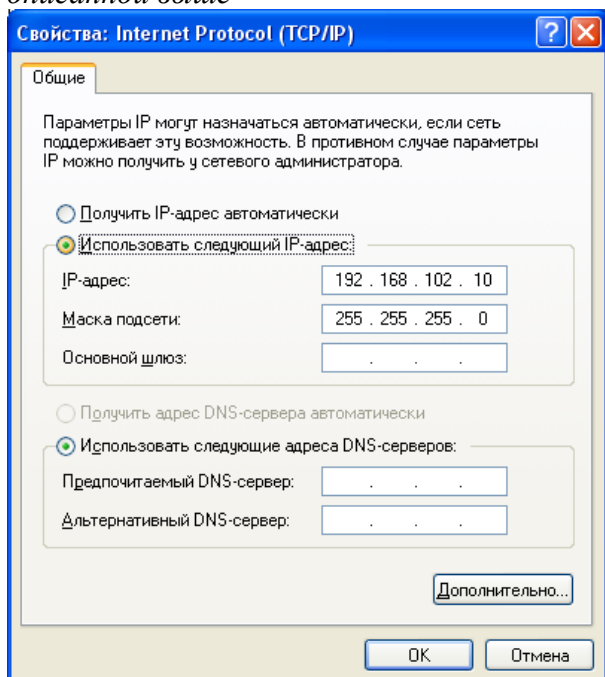 Свойства: Internet Protocol (TCP/IP)
Общие
Параметры IP могут назначаться автоматически, если сеть
поддерживает эту возможность. В противном случае параметры
IP можно получить у сетевого администратора.
Получить IP-адрес автоматически
Использовать следующий IP-адрес:
IP-адрес: 192 . 168 . 102 . 10
Маска подсети: 255 . 255 . 255 . 0
Основной шлюз: . . .
Получить адрес DNS-сервера автоматически
Использовать следующие адреса DNS-серверов:
Предпочитаемый DNS-сервер: . . .
Альтернативный DNS-сервер: . . .
Дополнительно...
OK Отмена